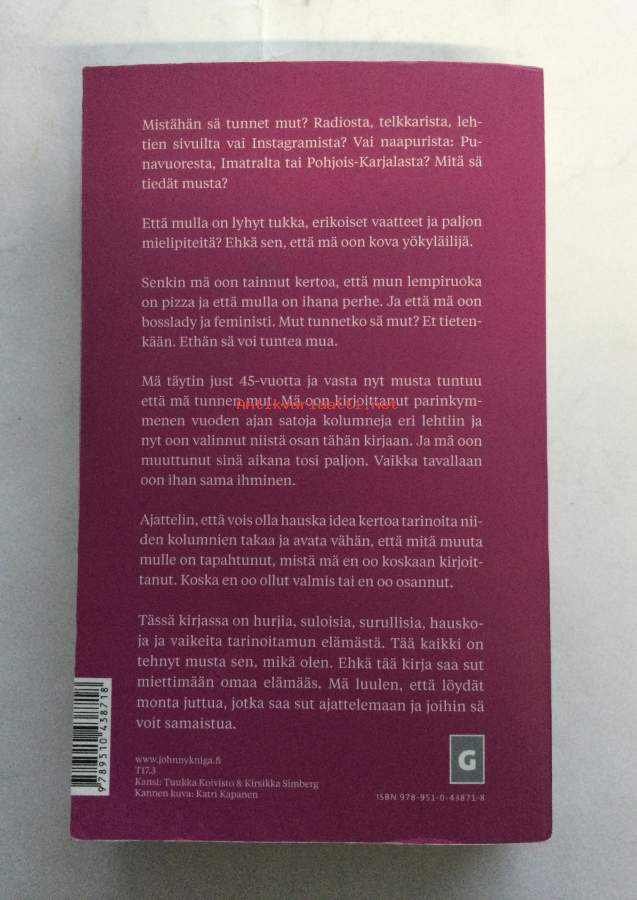 Mistähän sä tunnet mut? Radiosta, telkkarista, leh-
tien sivuilta vai Instagramista? Vai naapurista: Pu-
navuoresta, Imatralta tai Pohjois-Karjalasta? Mitä sä
tiedät musta?
Että mulla on lyhyt tukka, erikoiset vaatteet ja paljon
mielipiteitä? Ehkä sen, että mä oon kova yökyläilijä.
Senkin mä oon tainnut kertoa, että mun lempiruoka
on pizza ja että mulla on ihana perhe. Ja että mä oon
bosslady ja feministi. Mut tunnetko sä mut? Et tieten-
kään. Ethän sä voi tuntea mua.
Mä täytin just 45-vuotta ja vasta nyt musta tuntuu
että mä tunnen mut. Mä oon kirjoittanut parinkym-
Antikvariaatti.net
menen vuoden ajan satoja kolumneja eri lehtiin ja
nyt oon valinnut niistä osan tähän kirjaan. Ja mä oon
muuttunut sinä aikana tosi paljon. Vaikka tavallaan
oon ihan sama ihminen.
Ajattelin, että vois olla hauska idea kertoa tarinoita nii-
den kolumnien takaa ja avata vähän, että mitä muuta
mulle on tapahtunut, mistä mä en oo koskaan kirjoit-
tanut. Koska en oo ollut valmis tai en oo osannut.
Tässä kirjassa on hurjia, suloisia, surullisia, hausko-
ja ja vaikeita tarinoitamun elämästä. Tää kaikki on
tehnyt musta sen, mikä olen. Ehkä tää kirja saa sut
miettimään omaa elämääs. Mä luulen, että löydät
monta juttua, jotka saa sut ajattelemaan ja joihin sä
voit samaistua.
www.johnnykniga.fi
T17.3
Kansi: Tuukka Koivisto & Kirsikka Simberg
Kannen kuva: Katri Kapanen
G
ISBN 978-951-0-43871-8
9 789510 438718